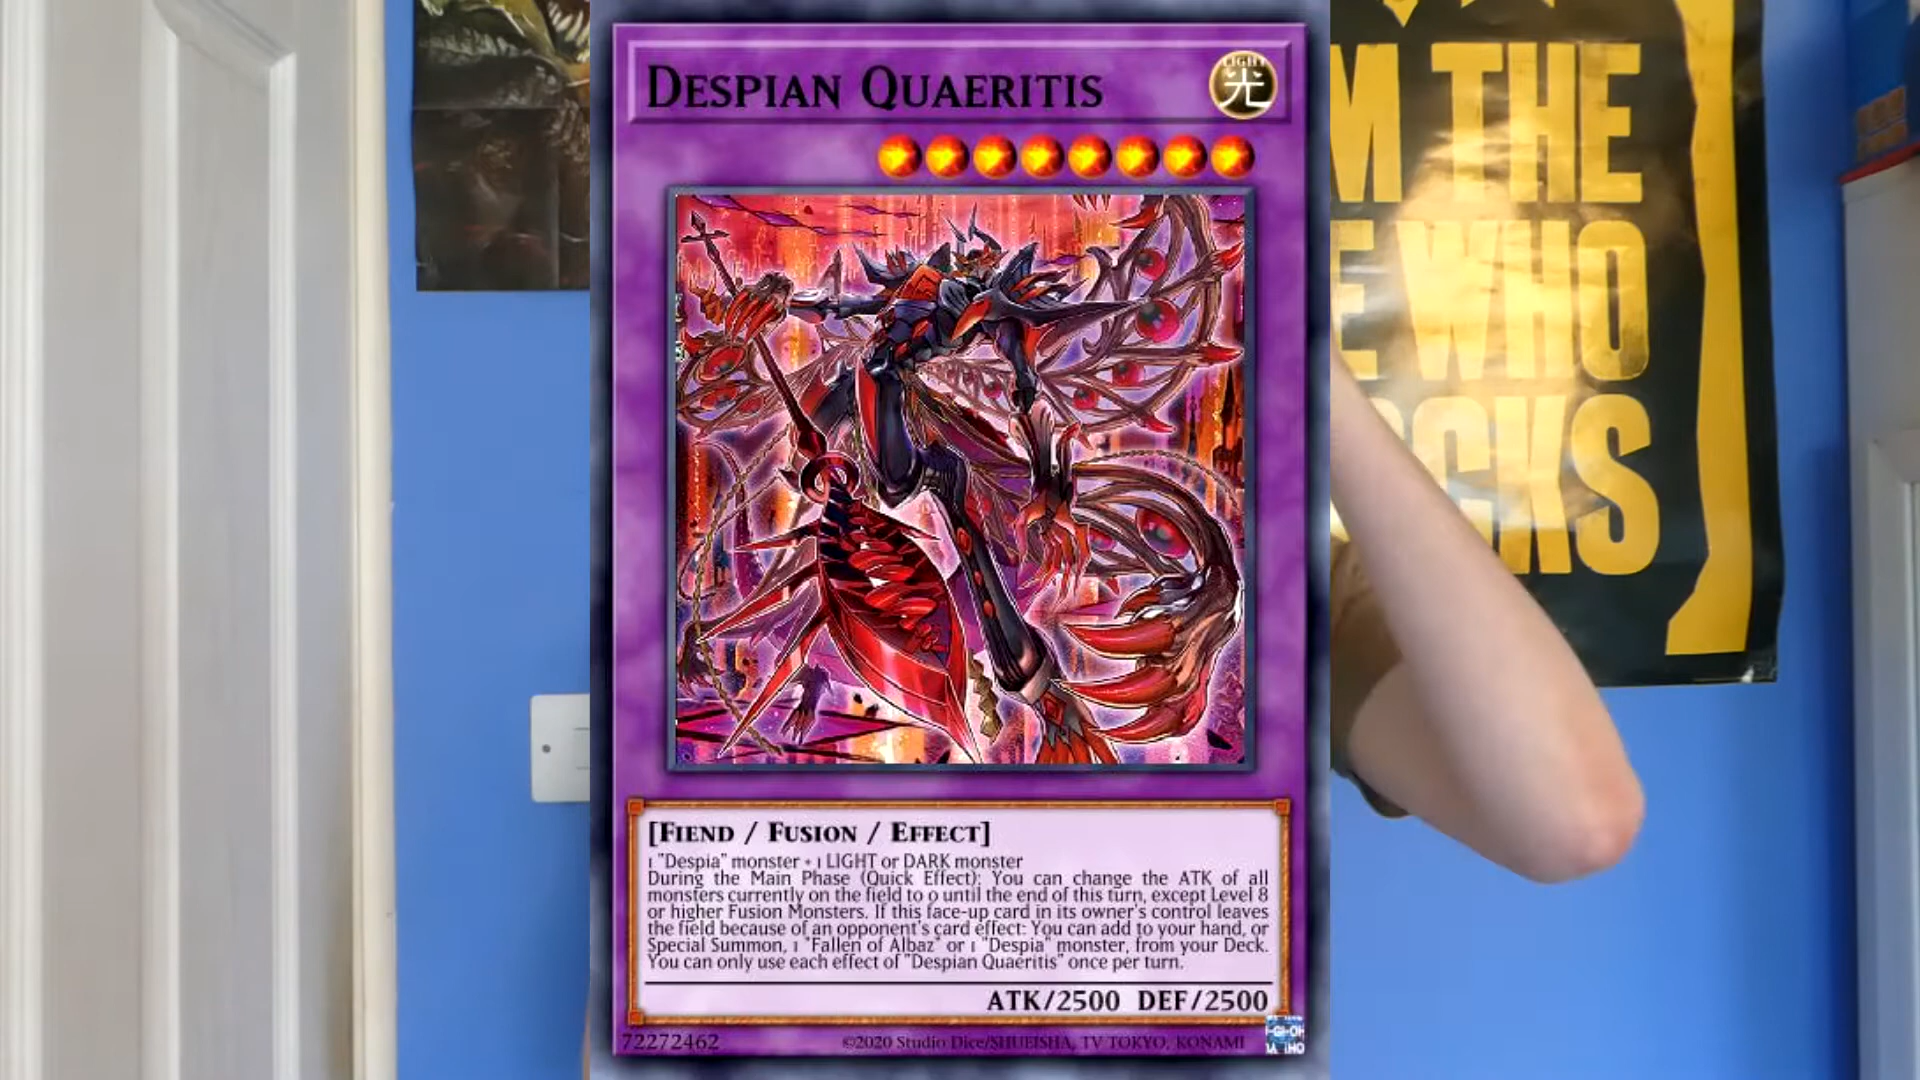 DESPIAN QUAERITIS
LIGHT
光
[FIEND / FUSION / EFFECT]
1 "Despia" monster + 1 LIGHT or DARK monster
During the Main Phase (Quick Effect): You can change the ATK of all
monsters currently on the field to 0 until the end of this turn, except Level 8
or higher Fusion Monsters. If this face-up card in its owner's control leaves
the field because of an opponent's card effect: You can add to your hand, or
Special Summon, 1 "Fallen of Albaz" or 1 "Despia" monster, from your Deck.
You can only use each effect of "Despian Quaeritis" once per turn.
ATK/2500 DEF/2500
72272462
©2020 Studio Dice/SHUEISHA, TV TOKYO, KONAMI
M THE
E WHO
CKS